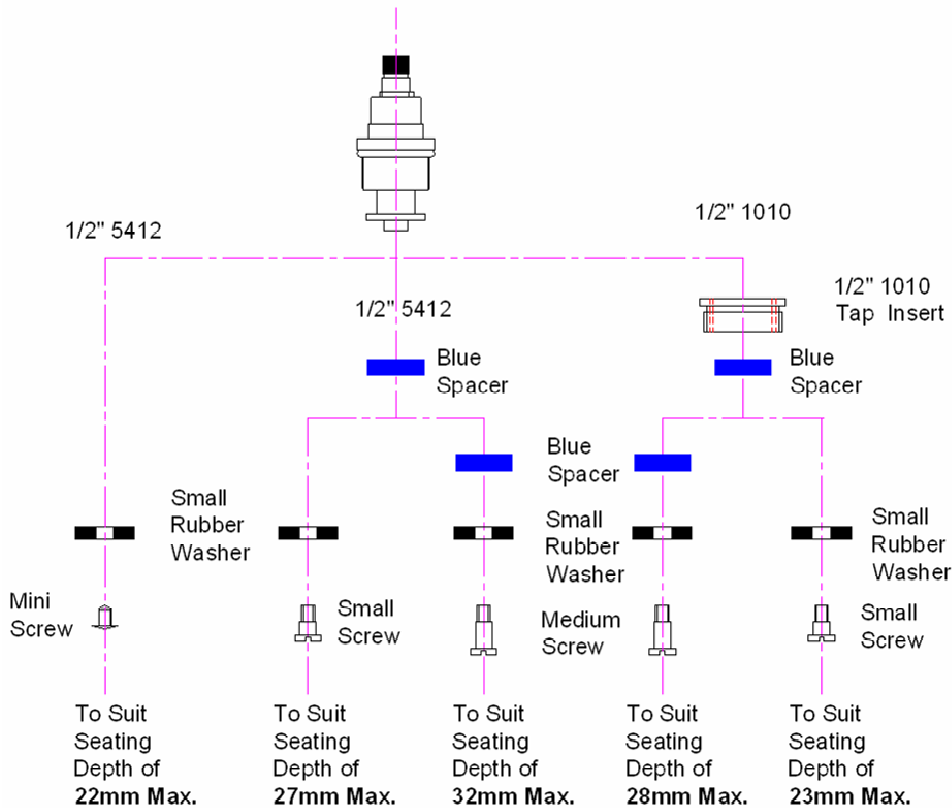 1/2" 5412
1/2" 1010
1/2" 5412
1/2" 1010
Tap Insert
Blue
Spacer
Blue
Spacer
Blue
Spacer
Small
Rubber
Washer
Small
Rubber
Washer
Small
Rubber
Washer
Mini
Screw
Small
Screw
Medium
Screw
Small
Screw
To Suit
Seating
Depth of
22mm Max.
To Suit
Seating
Depth of
27mm Max.
To Suit
Seating
Depth of
32mm Max.
To Suit
Seating
Depth of
28mm Max.
To Suit
Seating
Depth of
23mm Max.